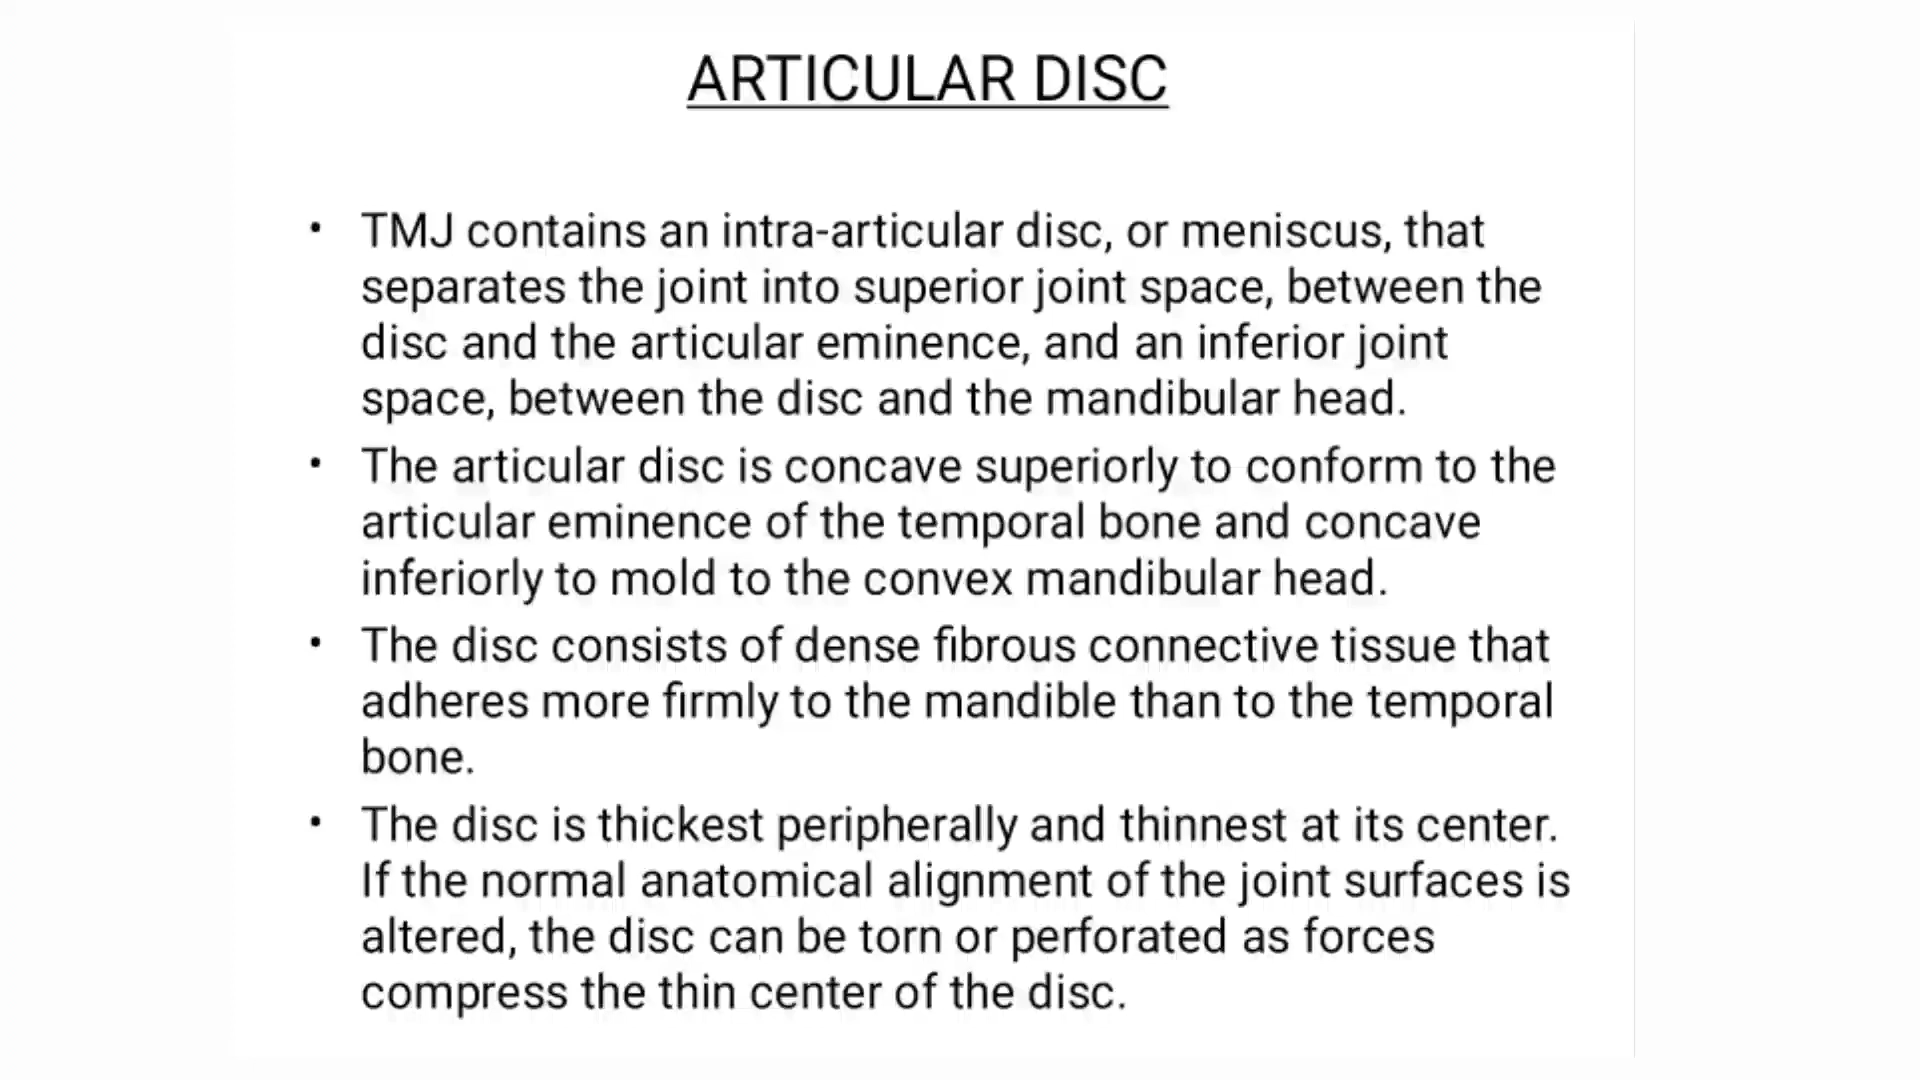 ARTICULAR DISC
• TMJ contains an intra-articular disc, or meniscus, that
separates the joint into superior joint space, between the
disc and the articular eminence, and an inferior joint
space, between the disc and the mandibular head.
• The articular disc is concave superiorly to conform to the
articular eminence of the temporal bone and concave
inferiorly to mold to the convex mandibular head.
• The disc consists of dense fibrous connective tissue that
adheres more firmly to the mandible than to the temporal
bone.
• The disc is thickest peripherally and thinnest at its center.
If the normal anatomical alignment of the joint surfaces is
altered, the disc can be torn or perforated as forces
compress the thin center of the disc.